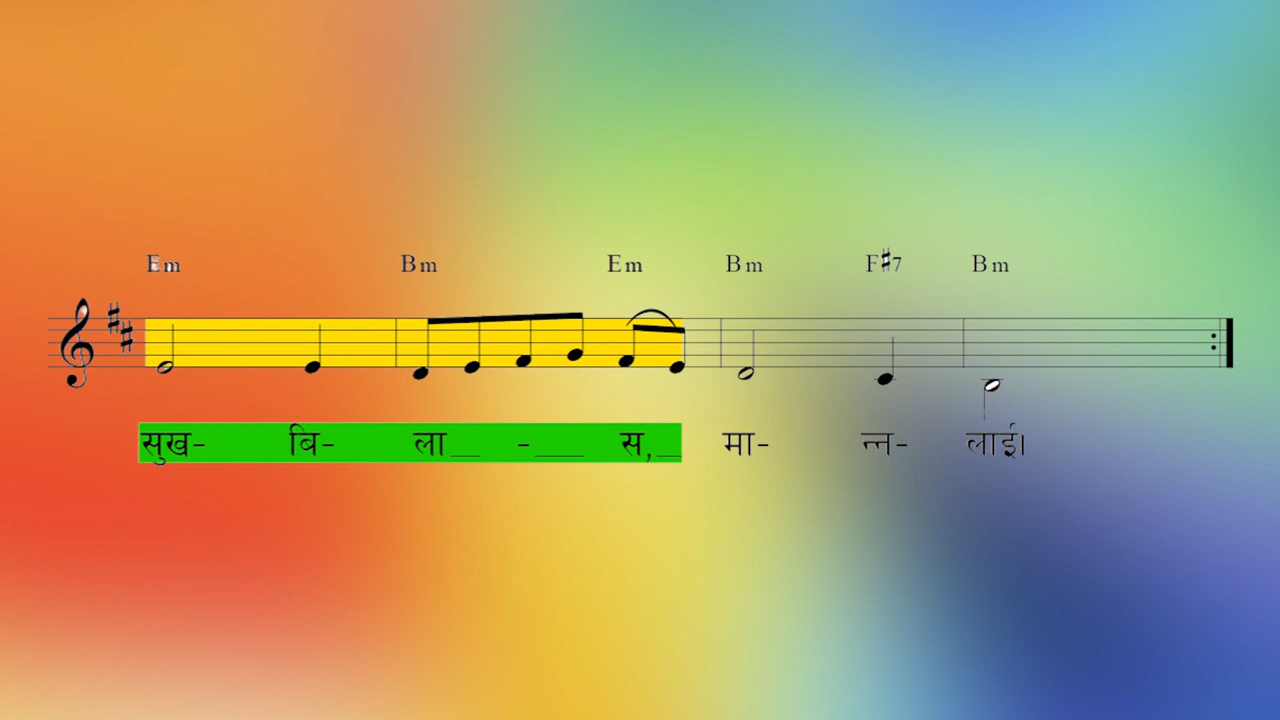 Em Bm Em Bm F#7 Bm
सुख- बि- ला__ -___ स,_ मा- न्न- लाई।